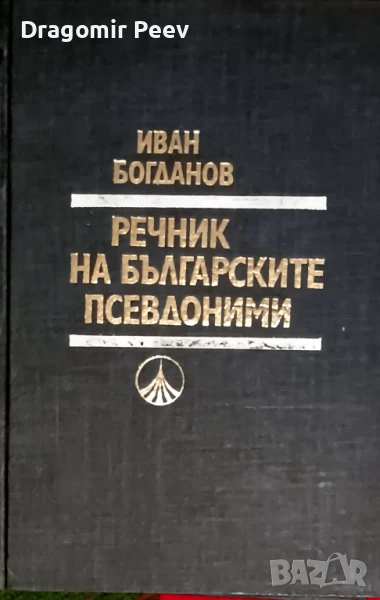 Dragomir Peev
ИВАН
БОГДАНОВ
РЕЧНИК
НА БЪЛГАРСКИТЕ
ПСЕВДОНИМИ
BAZAR